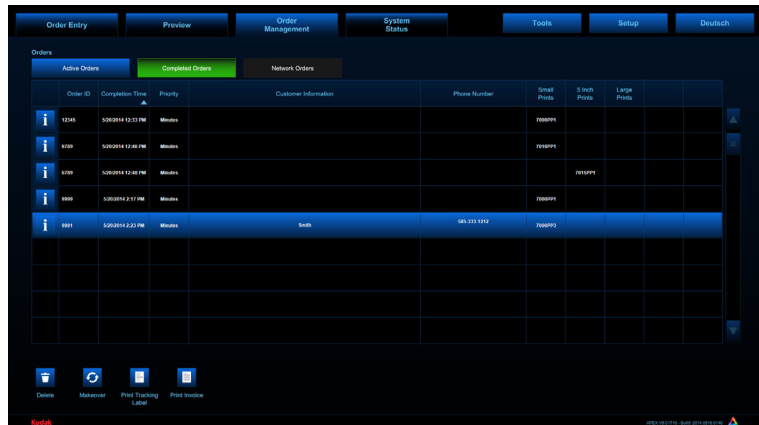 Order Entry
Preview
Order
Management
System
Status
Tools
Setup
Deutsch
Orders
Active Orders
Completed Orders
Network Orders
Order ID
Completion Time
Priority
Customer Information
Phone Number
Small
Prints
5 Inch
Prints
Large
Prints
12345 5/20/2014 12:33 PM Minutes 7000PP1
6789 5/20/2014 12:46 PM Minutes 7010PP1
6789 5/20/2014 12:48 PM Minutes 7015PP1
9999 5/20/2014 2:17 PM Minutes 7000PP1
9991 5/20/2014 2:23 PM Minutes Smith 585-333-1212 7000PP3
Delete
Makeover
Print Tracking
Label
Print Invoice
Kodak